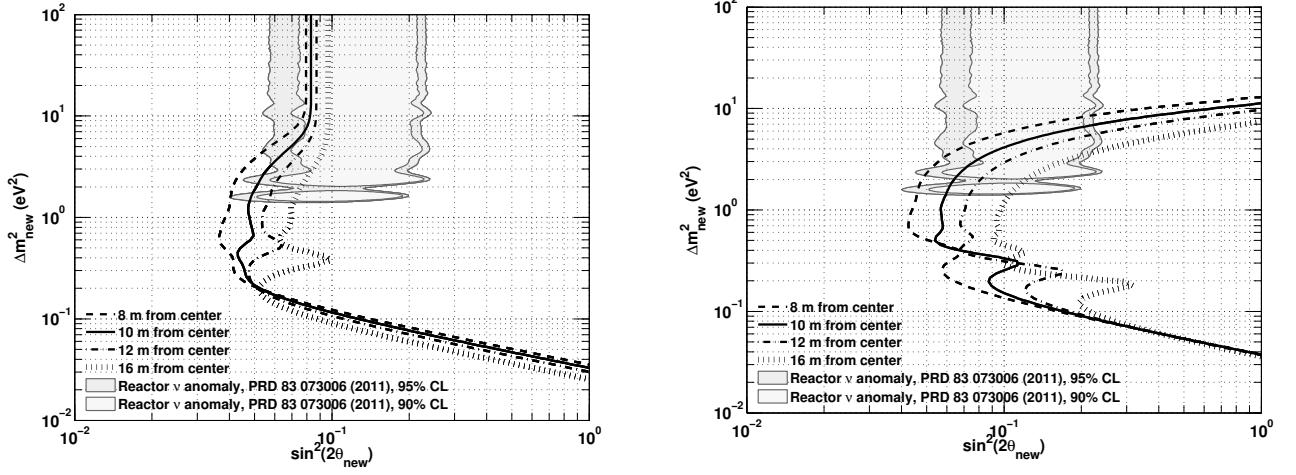 10²
10¹
10⁰
10⁻¹
10⁻²
Δm²new (eV²)
8 m from center
10 m from center
12 m from center
16 m from center
Reactor ν anomaly, PRD 83 073006 (2011), 95% CL
Reactor ν anomaly, PRD 83 073006 (2011), 90% CL
10⁻² 10⁻¹ 10⁰
sin²(2θnew)
10²
10¹
10⁰
10⁻¹
10⁻²
Δm²new (eV²)
8 m from center
10 m from center
12 m from center
16 m from center
Reactor ν anomaly, PRD 83 073006 (2011), 95% CL
Reactor ν anomaly, PRD 83 073006 (2011), 90% CL
10⁻² 10⁻¹ 10⁰
sin²(2θnew)